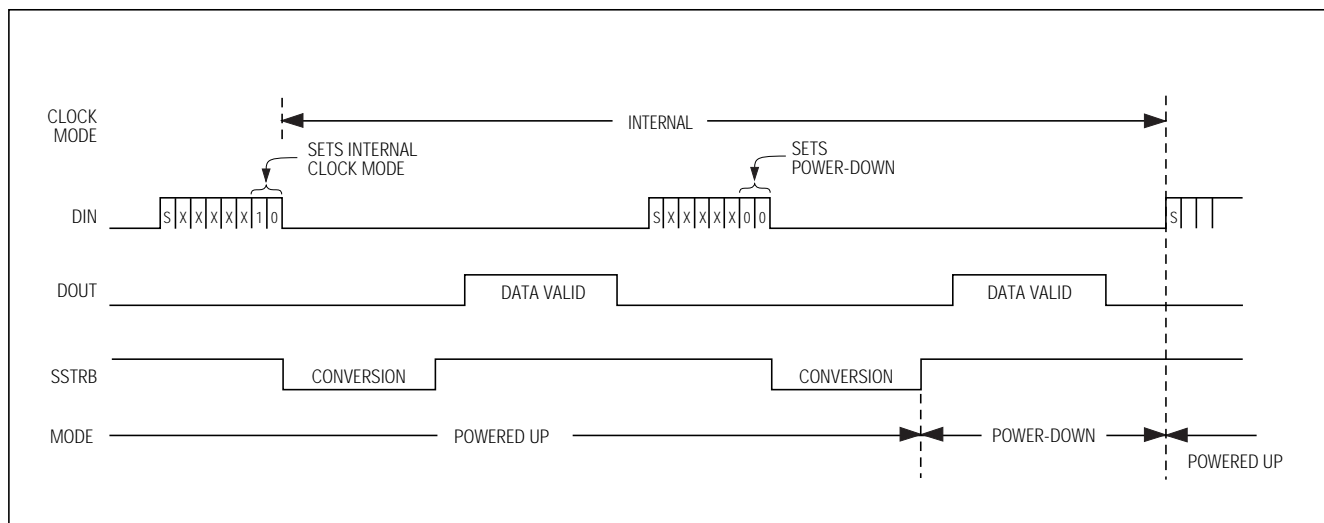 CLOCK
MODE
INTERNAL
SETS INTERNAL
CLOCK MODE
SETS
POWER-DOWN
DIN
S X X X X X 1 0
S X X X X X 0 0
S
DOUT
DATA VALID
DATA VALID
SSTRB
CONVERSION
CONVERSION
MODE
POWERED UP
POWER-DOWN
POWERED UP